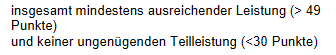 insgesamt mindestens ausreichender Leistung (> 49
Punkte)
und keiner ungenügenden Teilleistung (<30 Punkte)